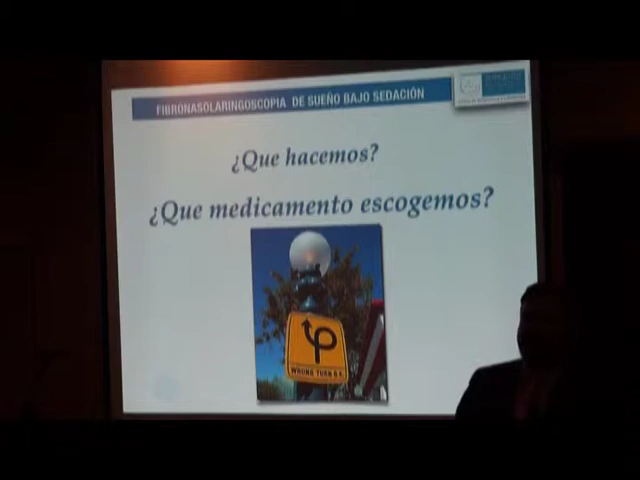 FIBRONASOLARINGOSCOPIA DE SUEÑO BAJO SEDACIÓN
¿Que hacemos?
¿Que medicamento escogemos?
WRONG TURN